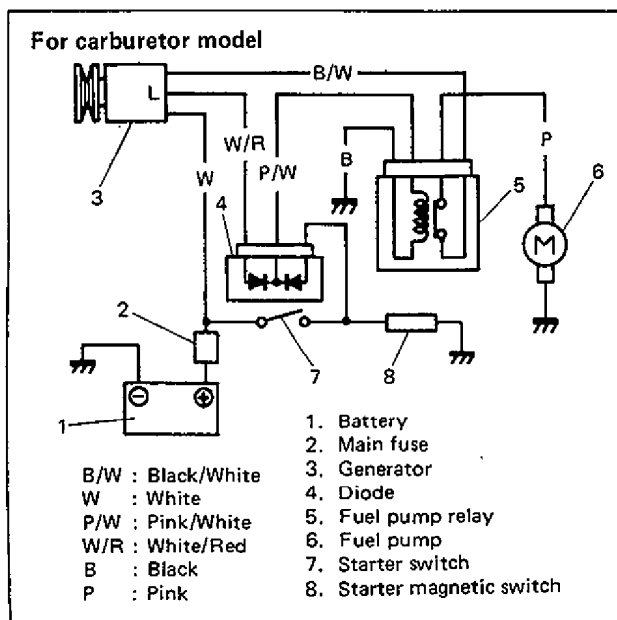 For carburetor model
B/W
L
W/R
P/W
B
P
W
3
4
5
6
2
7
8
1
1. Battery
2. Main fuse
3. Generator
4. Diode
5. Fuel pump relay
6. Fuel pump
7. Starter switch
8. Starter magnetic switch
B/W : Black/White
W : White
P/W : Pink/White
W/R : White/Red
B : Black
P : Pink
M
− +